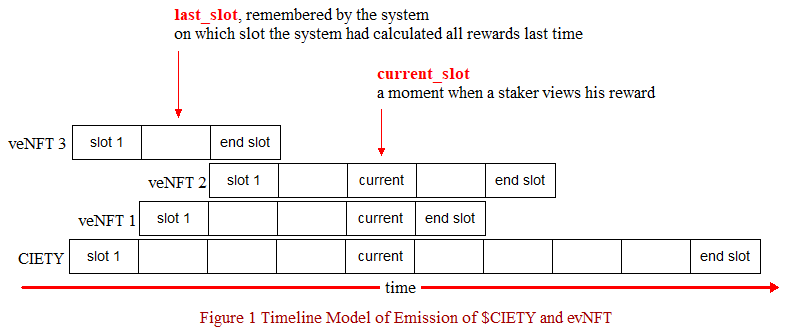 last_slot, remembered by the system
on which slot the system had calculated all rewards last time
current_slot
a moment when a staker views his reward
veNFT 3 slot 1 end slot
veNFT 2 slot 1 current end slot
veNFT 1 slot 1 current end slot
CIETY slot 1 current end slot
time
Figure 1 Timeline Model of Emission of $CIETY and evNFT